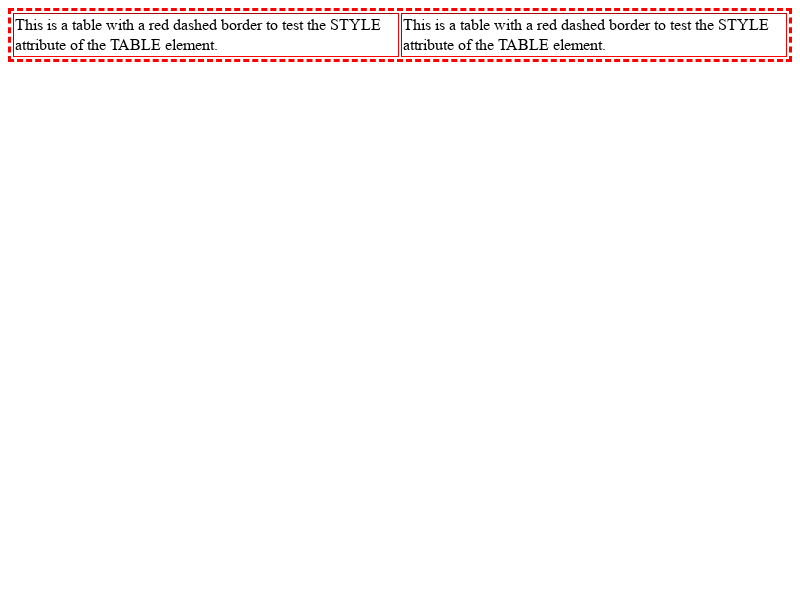 This is a table with a red dashed border to test the STYLE
attribute of the TABLE element.
This is a table with a red dashed border to test the STYLE
attribute of the TABLE element.